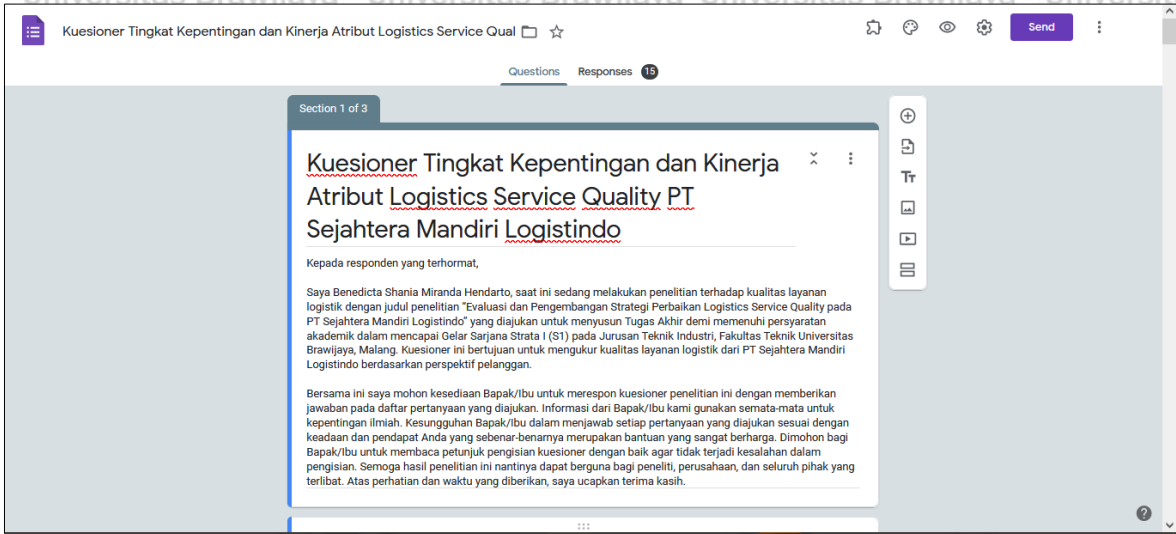 Kuesioner Tingkat Kepentingan dan Kinerja Atribut Logistics Service Qual
Send
Questions Responses 15
Section 1 of 3
Kuesioner Tingkat Kepentingan dan Kinerja
Atribut Logistics Service Quality PT
Sejahtera Mandiri Logistindo
Kepada responden yang terhormat,
Saya Benedicta Shania Miranda Hendarto, saat ini sedang melakukan penelitian terhadap kualitas layanan
logistik dengan judul penelitian "Evaluasi dan Pengembangan Strategi Perbaikan Logistics Service Quality pada
PT Sejahtera Mandiri Logistindo" yang diajukan untuk menyusun Tugas Akhir demi memenuhi persyaratan
akademik dalam mencapai Gelar Sarjana Strata I (S1) pada Jurusan Teknik Industri, Fakultas Teknik Universitas
Brawijaya, Malang. Kuesioner ini bertujuan untuk mengukur kualitas layanan logistik dari PT Sejahtera Mandiri
Logistindo berdasarkan perspektif pelanggan.
Bersama ini saya mohon kesediaan Bapak/Ibu untuk merespon kuesioner penelitian ini dengan memberikan
jawaban pada daftar pertanyaan yang diajukan. Informasi dari Bapak/Ibu kami gunakan semata-mata untuk
kepentingan ilmiah. Kesungguhan Bapak/Ibu dalam menjawab setiap pertanyaan yang diajukan sesuai dengan
keadaan dan pendapat Anda yang sebenar-benarnya merupakan bantuan yang sangat berharga. Dimohon bagi
Bapak/Ibu untuk membaca petunjuk pengisian kuesioner dengan baik agar tidak terjadi kesalahan dalam
pengisian. Semoga hasil penelitian ini nantinya dapat berguna bagi peneliti, perusahaan, dan seluruh pihak yang
terlibat. Atas perhatian dan waktu yang diberikan, saya ucapkan terima kasih.